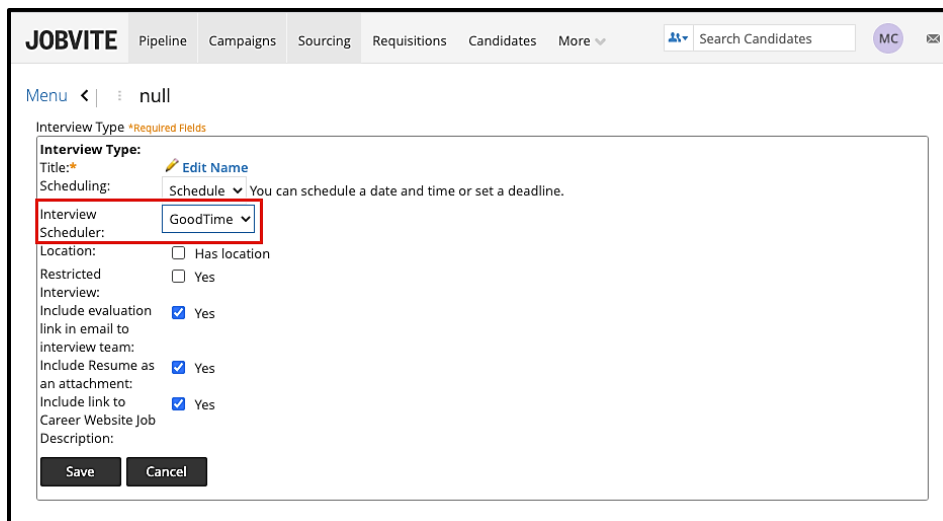 JOBVITE Pipeline Campaigns Sourcing Requisitions Candidates More Search Candidates MC
Menu null
Interview Type *Required Fields
Interview Type:
Title:* Edit Name
Scheduling: Schedule You can schedule a date and time or set a deadline.
Interview
Scheduler: GoodTime
Location: Has location
Restricted
Interview: Yes
Include evaluation
link in email to
interview team: Yes
Include Resume as
an attachment: Yes
Include link to
Career Website Job
Description: Yes
Save Cancel